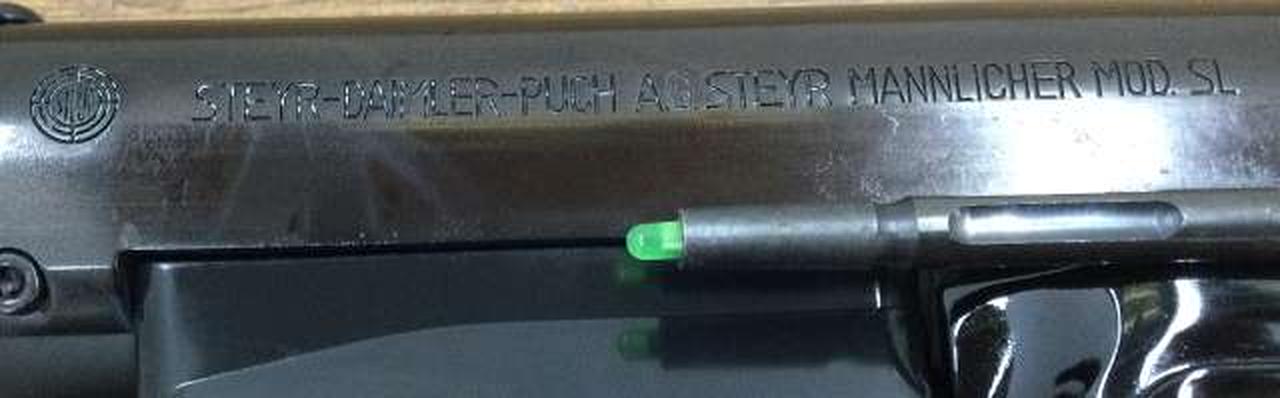 STEYR-DAIMLER-PUCH AG STEYR MANNLICHER MOD. SL